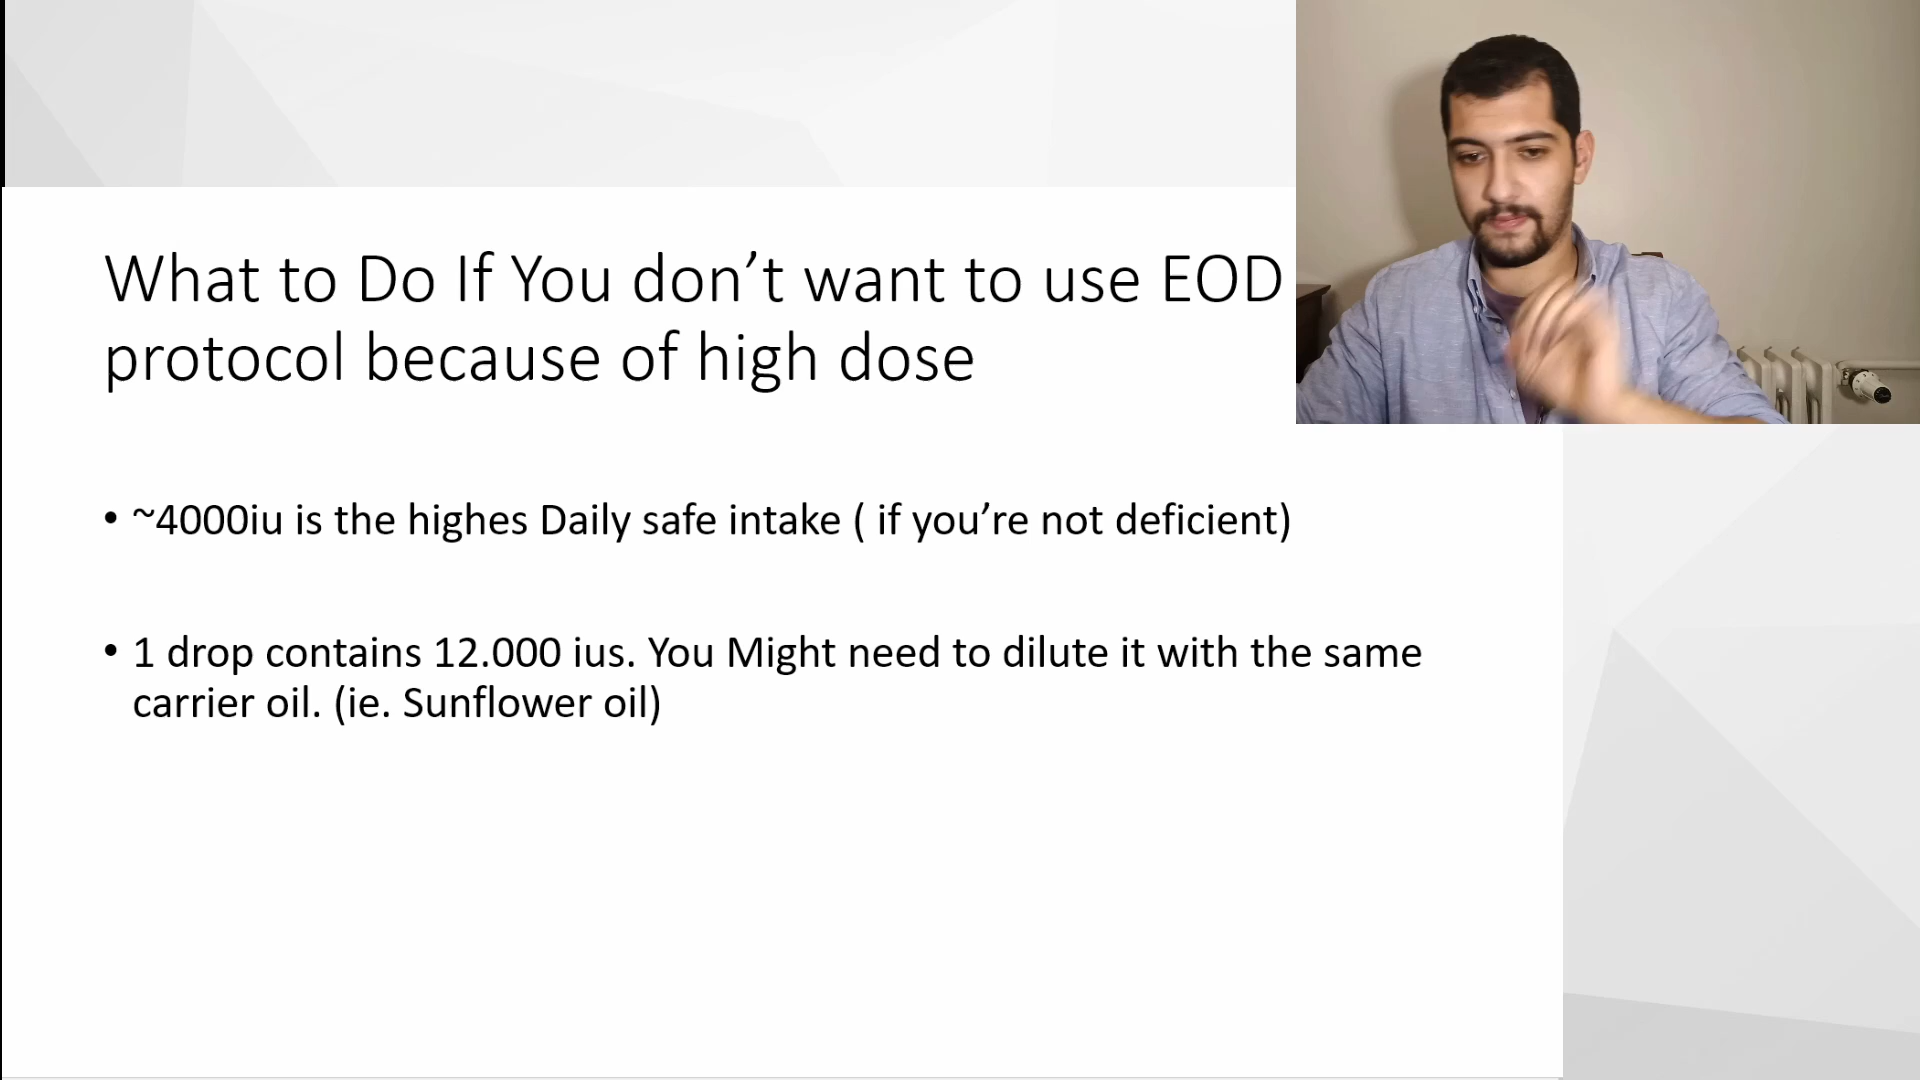 What to Do If You don’t want to use EOD
protocol because of high dose
• ~4000iu is the highes Daily safe intake ( if you’re not deficient)
• 1 drop contains 12.000 ius. You Might need to dilute it with the same
carrier oil. (ie. Sunflower oil)